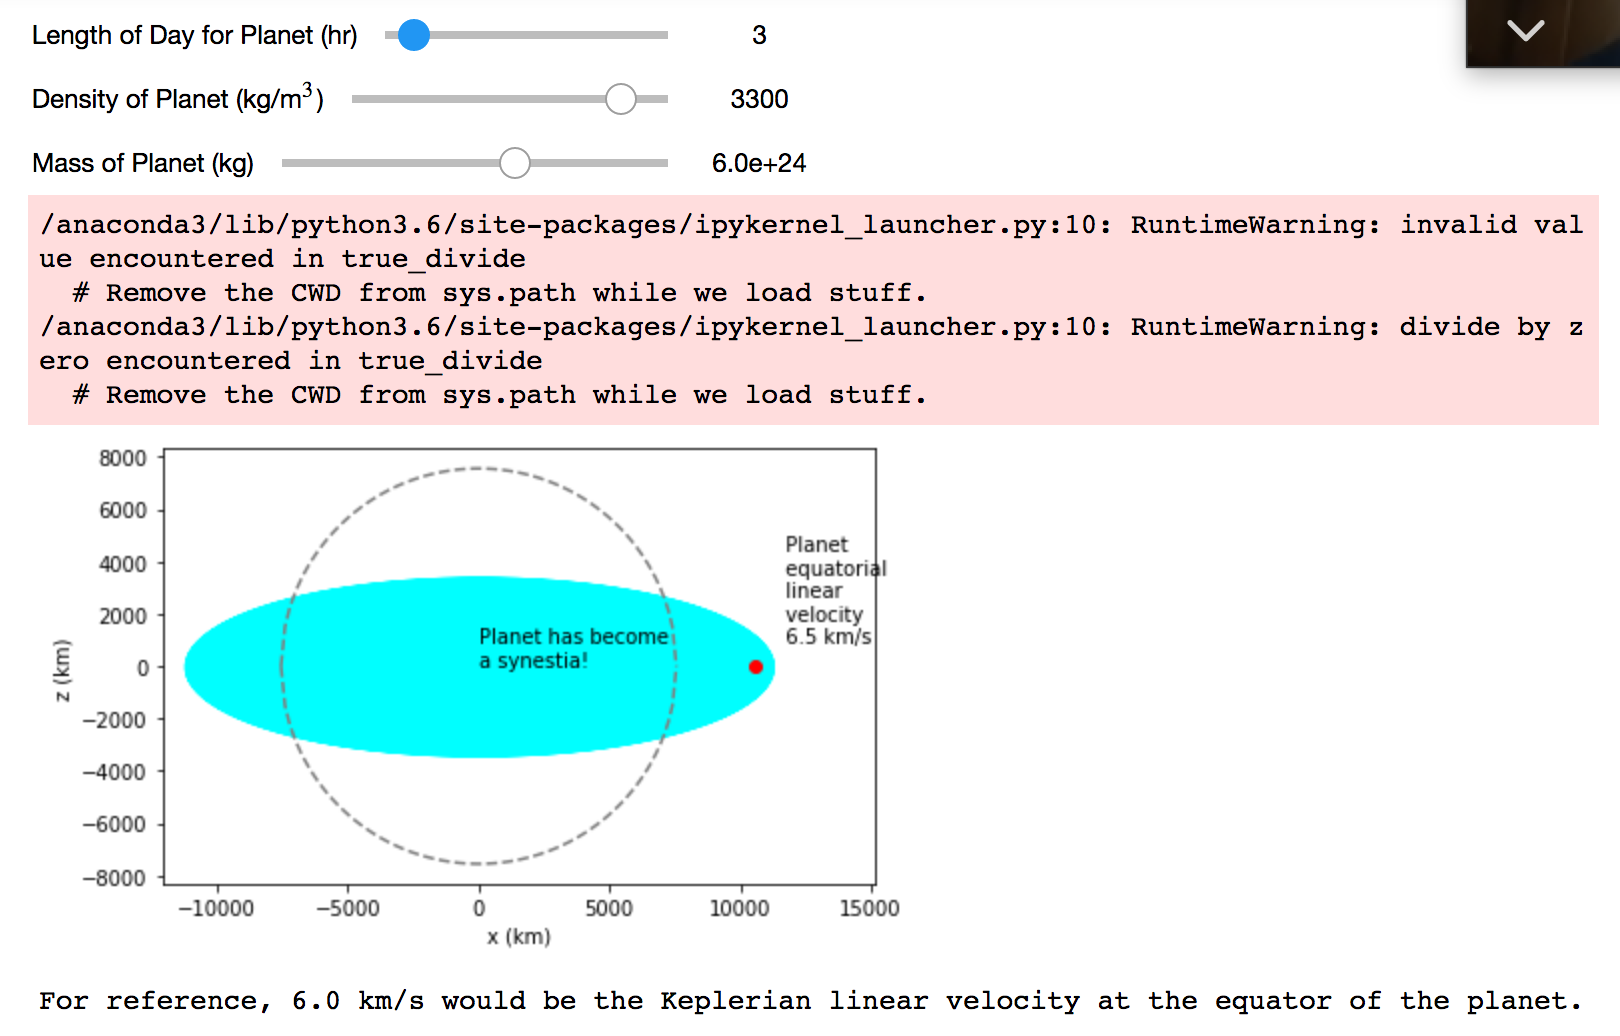 Length of Day for Planet (hr) 3
Density of Planet (kg/m³) 3300
Mass of Planet (kg) 6.0e+24
/anaconda3/lib/python3.6/site-packages/ipykernel_launcher.py:10: RuntimeWarning: invalid val
ue encountered in true_divide
# Remove the CWD from sys.path while we load stuff.
/anaconda3/lib/python3.6/site-packages/ipykernel_launcher.py:10: RuntimeWarning: divide by z
ero encountered in true_divide
# Remove the CWD from sys.path while we load stuff.
8000
6000
4000
2000
0
−2000
−4000
−6000
−8000
z (km)
Planet
equatorial
linear
velocity
6.5 km/s
Planet has become
a synestia!
−10000 −5000 0 5000 10000 15000
x (km)
For reference, 6.0 km/s would be the Keplerian linear velocity at the equator of the planet.